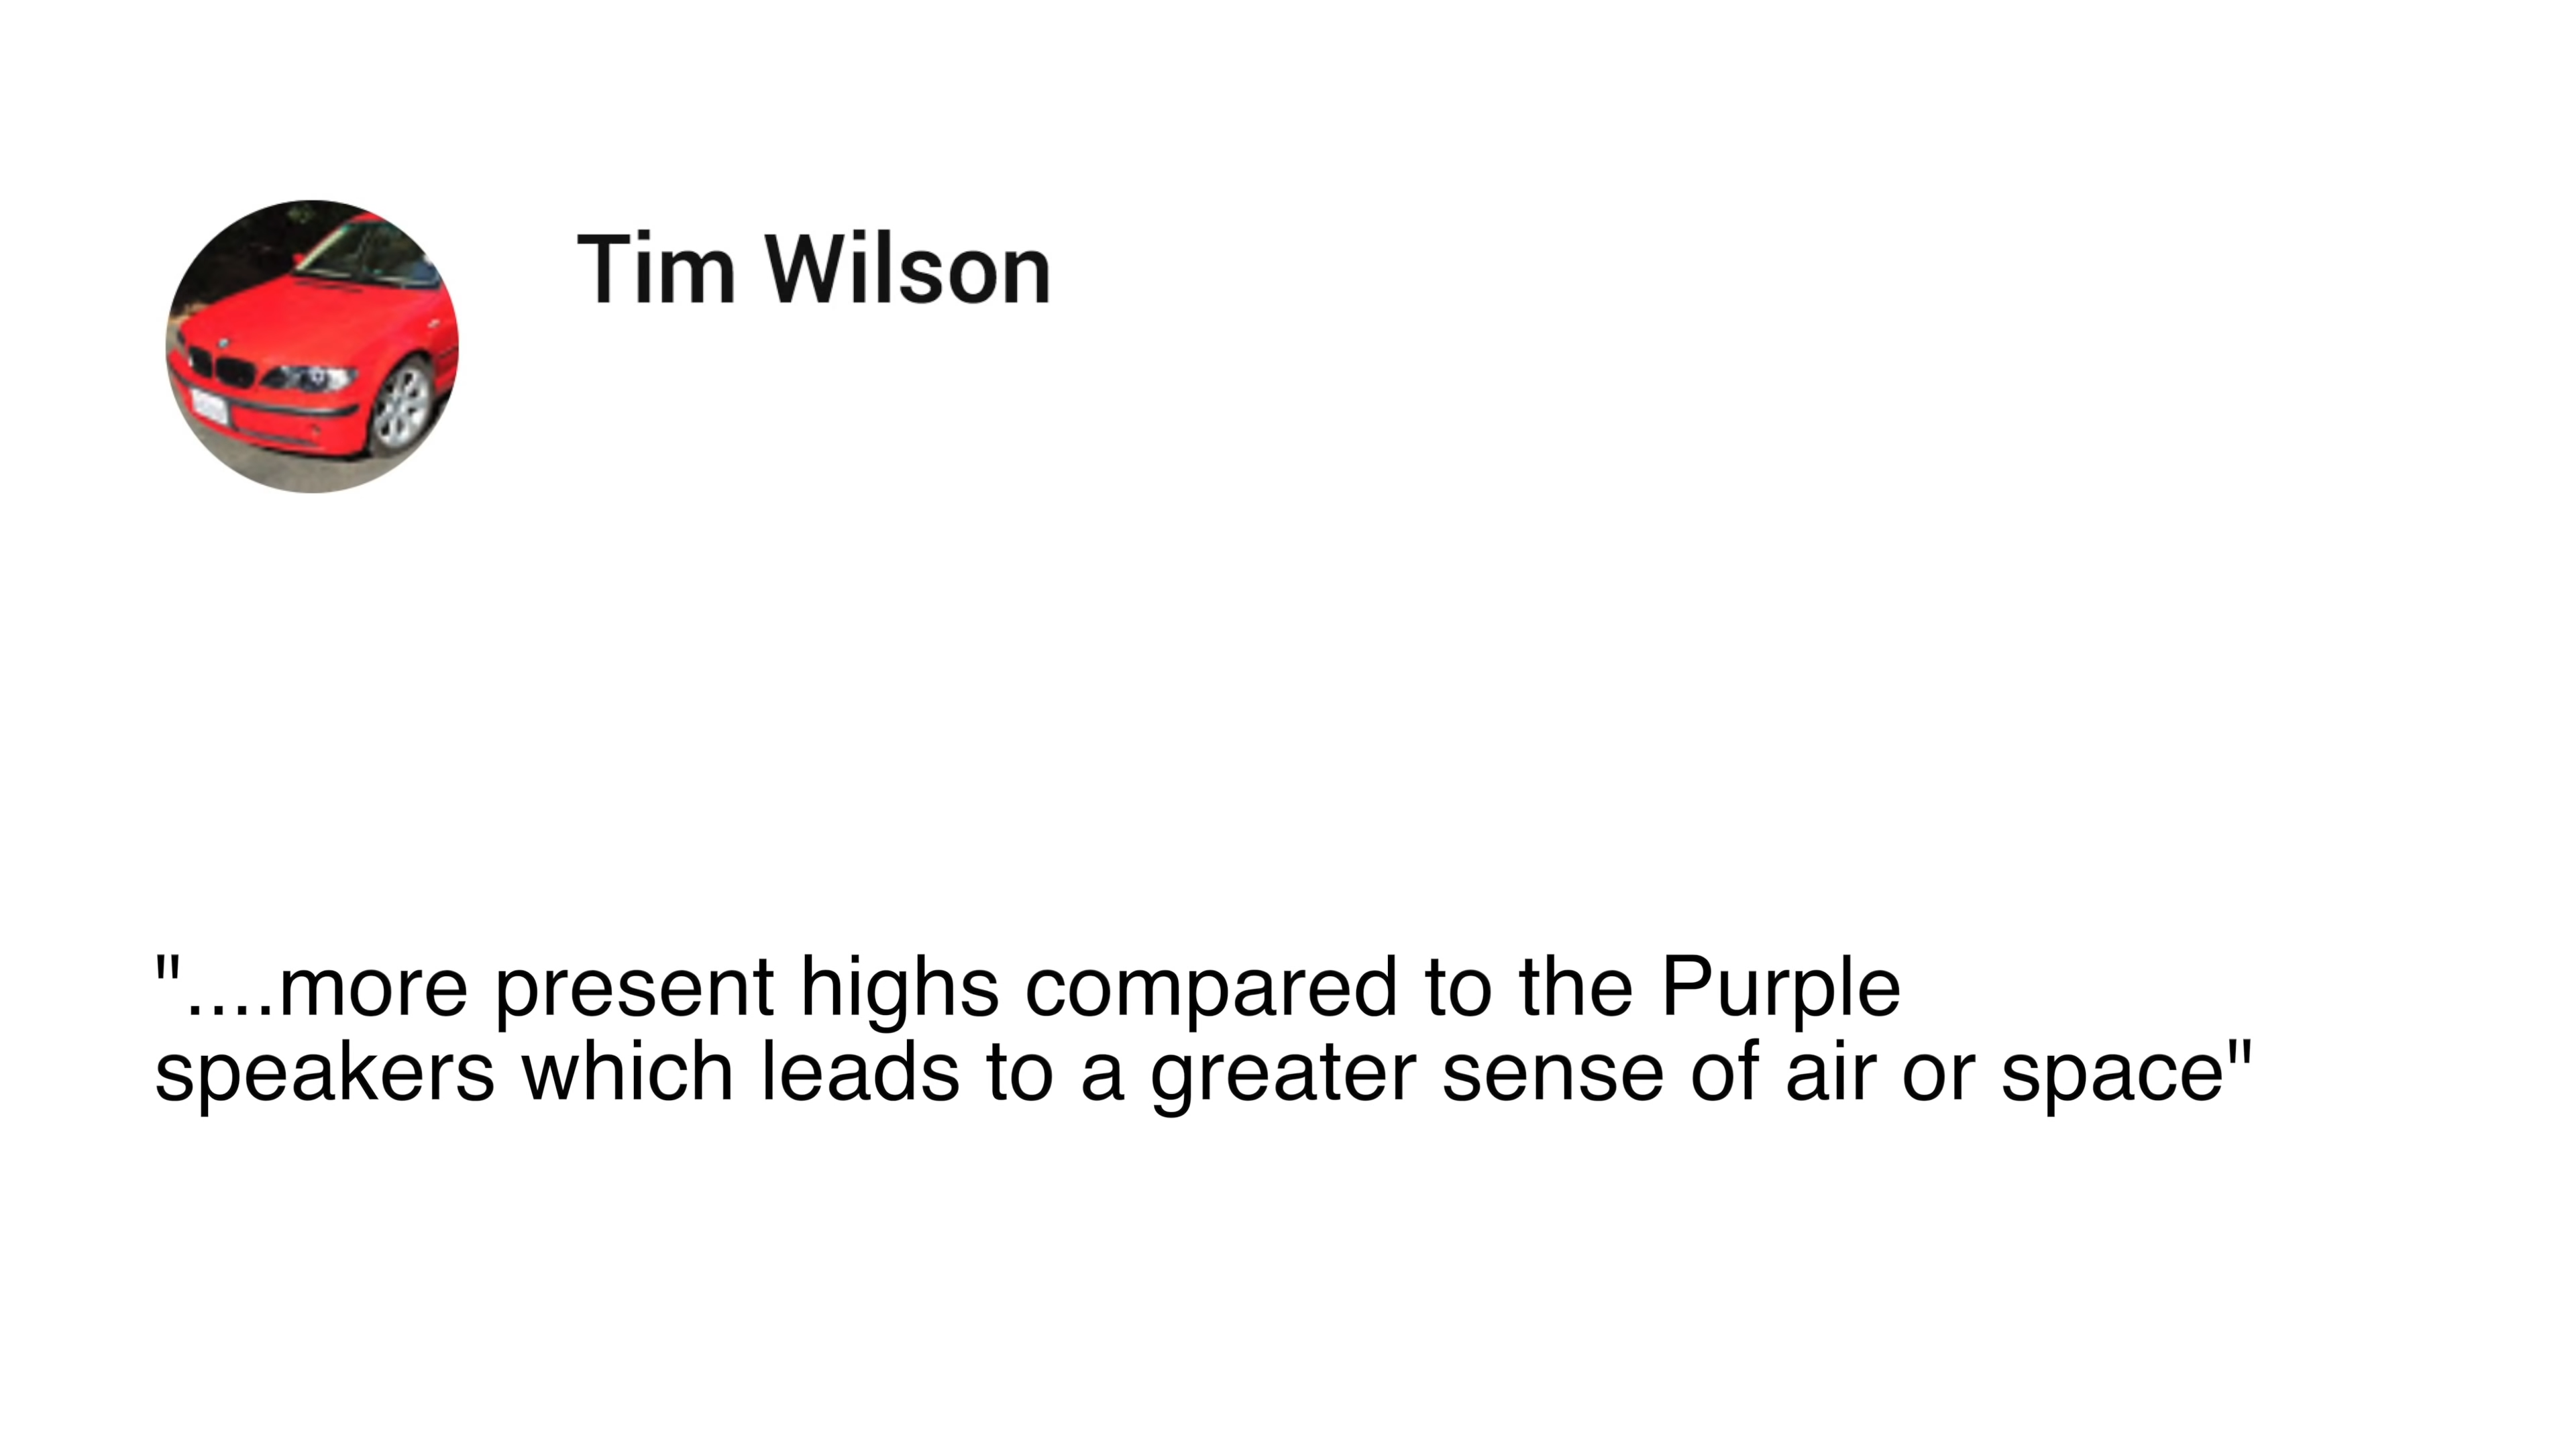 Tim Wilson
"....more present highs compared to the Purple
speakers which leads to a greater sense of air or space"